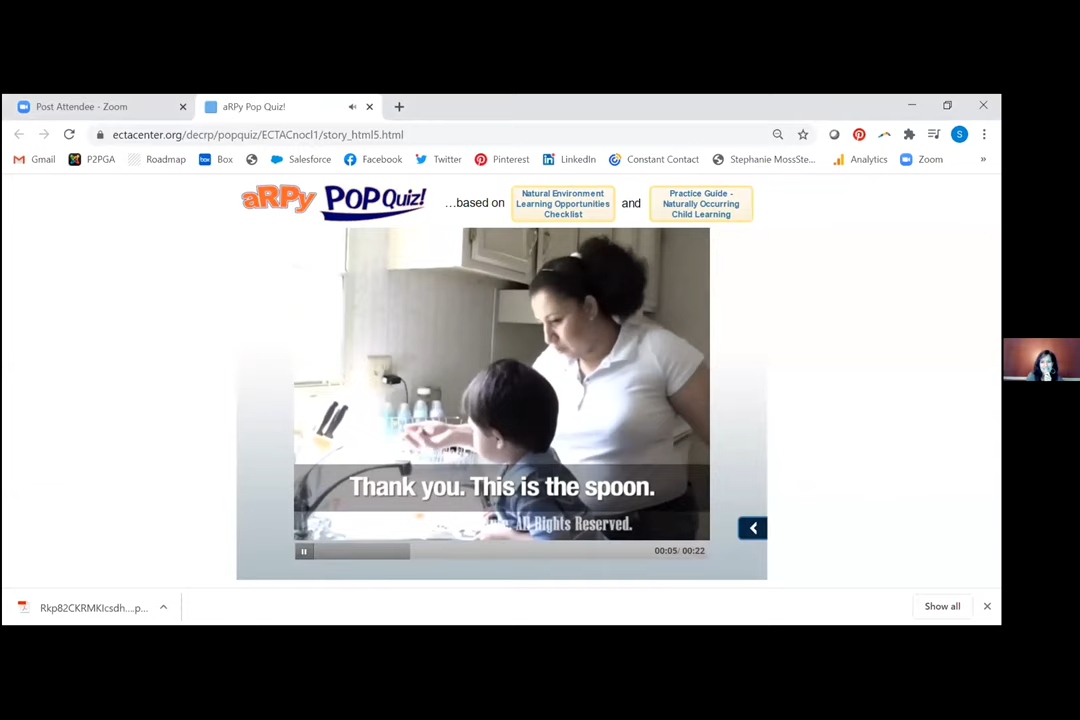 Post Attendee - Zoom
aRPy Pop Quiz!
ectacenter.org/decrp/popquiz/ECTACnocl1/story_html5.html
S
Gmail
P2PGA
Roadmap
Box
Salesforce
Facebook
Twitter
Pinterest
LinkedIn
Constant Contact
Stephanie MossSte...
Analytics
Zoom
»
aRPy POP Quiz!
...based on
Natural Environment
Learning Opportunities
Checklist
and
Practice Guide -
Naturally Occurring
Child Learning
Thank you. This is the spoon.
All Rights Reserved.
00:05/ 00:22
Rkp82CKRMKIcsdh....p...
Show all